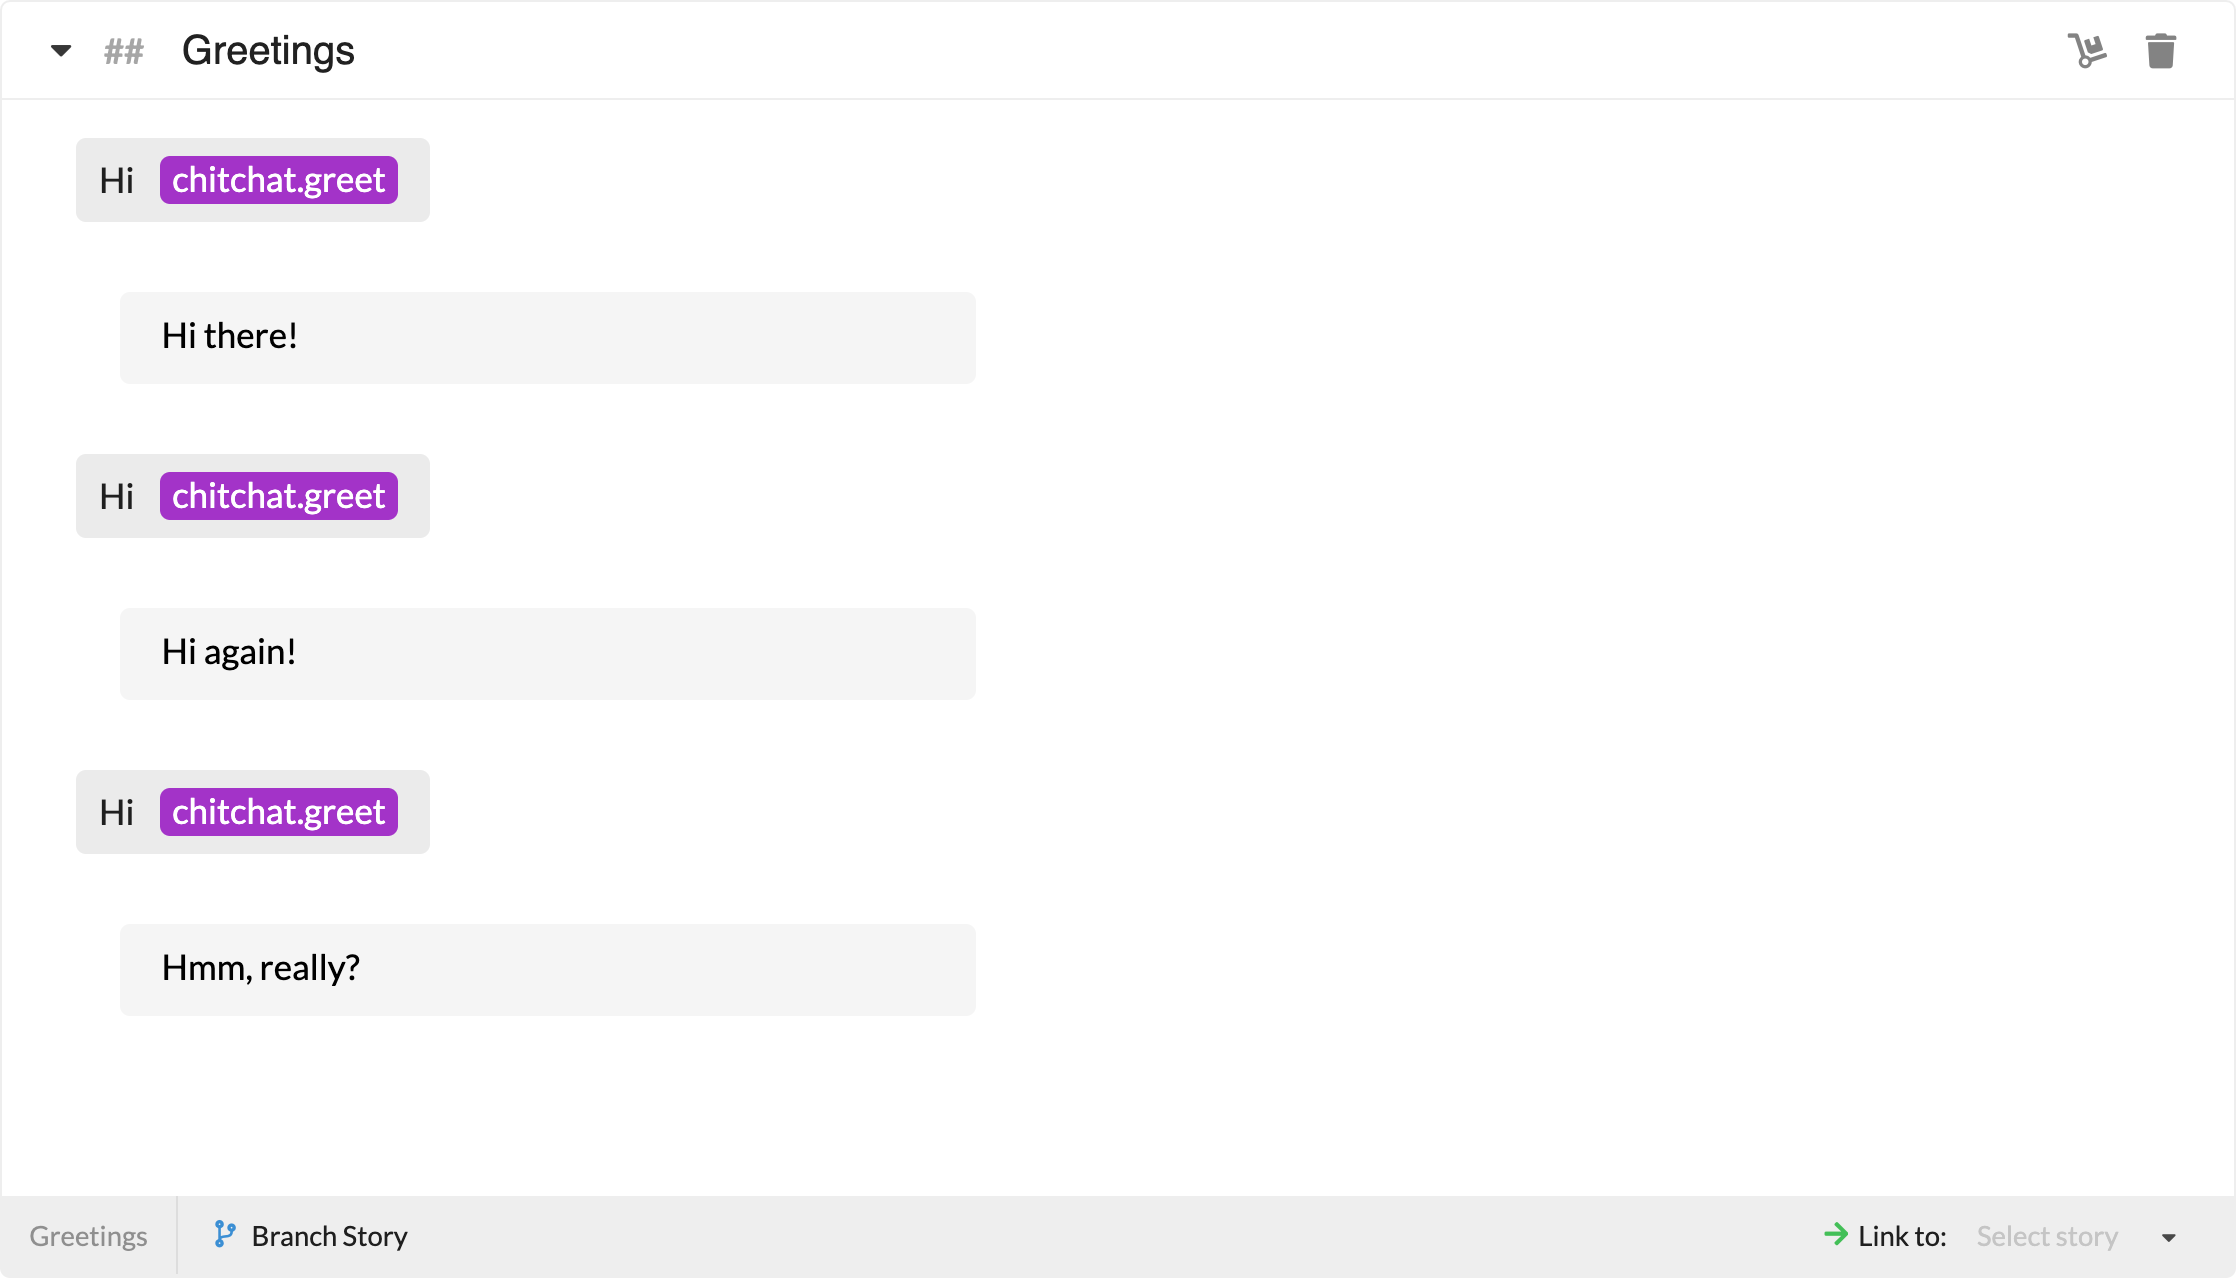 ## Greetings
Hi chitchat.greet
Hi there!
Hi chitchat.greet
Hi again!
Hi chitchat.greet
Hmm, really?
Greetings Branch Story Link to: Select story